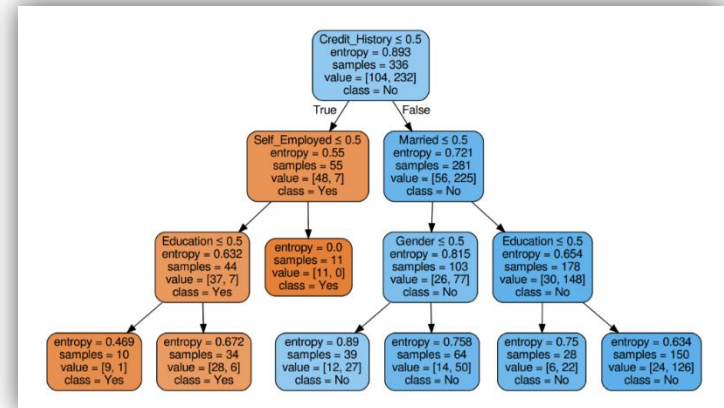 Credit_History ≤ 0.5
entropy = 0.893
samples = 336
value = [104, 232]
class = No
True
False
Self_Employed ≤ 0.5
entropy = 0.55
samples = 55
value = [48, 7]
class = Yes
Married ≤ 0.5
entropy = 0.721
samples = 281
value = [56, 225]
class = No
Education ≤ 0.5
entropy = 0.632
samples = 44
value = [37, 7]
class = Yes
entropy = 0.0
samples = 11
value = [11, 0]
class = Yes
Gender ≤ 0.5
entropy = 0.815
samples = 103
value = [26, 77]
class = No
Education ≤ 0.5
entropy = 0.654
samples = 178
value = [30, 148]
class = No
entropy = 0.469
samples = 10
value = [9, 1]
class = Yes
entropy = 0.672
samples = 34
value = [28, 6]
class = Yes
entropy = 0.89
samples = 39
value = [12, 27]
class = No
entropy = 0.758
samples = 64
value = [14, 50]
class = No
entropy = 0.75
samples = 28
value = [6, 22]
class = No
entropy = 0.634
samples = 150
value = [24, 126]
class = No